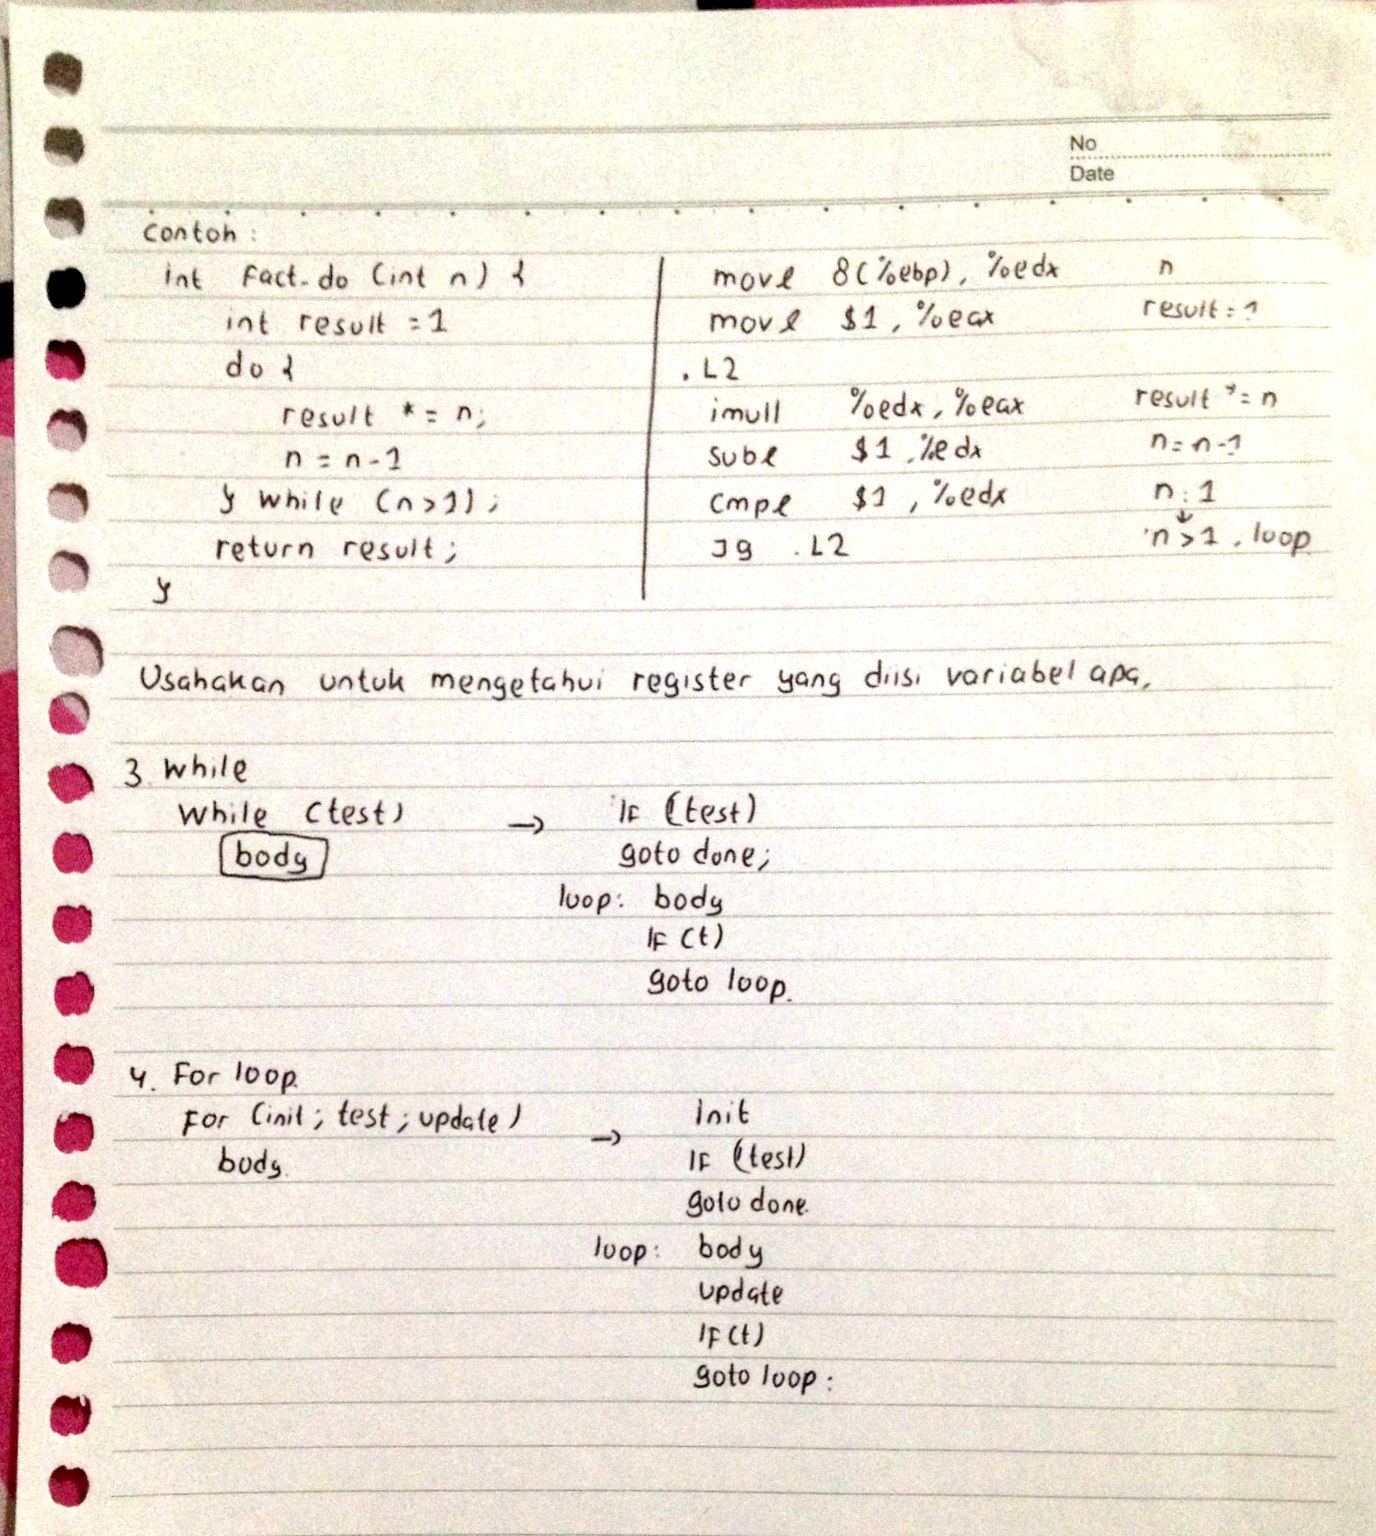 No
Date
Contoh :
int fact_do (int n) {
int result = 1
do {
result * = n;
n = n - 1
} while (n > 1) ;
return result ;
}
movl 8(%ebp), %edx n
movl $1, %eax result = 1
.L2
imull %edx, %eax result *= n
subl $1, %edx n = n - 1
cmpl $1, %edx n : 1
Jg .L2 n > 1, loop
Usahakan untuk mengetahui register yang diisi variabel apa.
3. While
While (test) → If (test)
body goto done;
loop: body
If (t)
goto loop.
4. For loop
For (init ; test ; update) → init
body. If (test)
goto done.
loop: body
update
If (t)
goto loop :